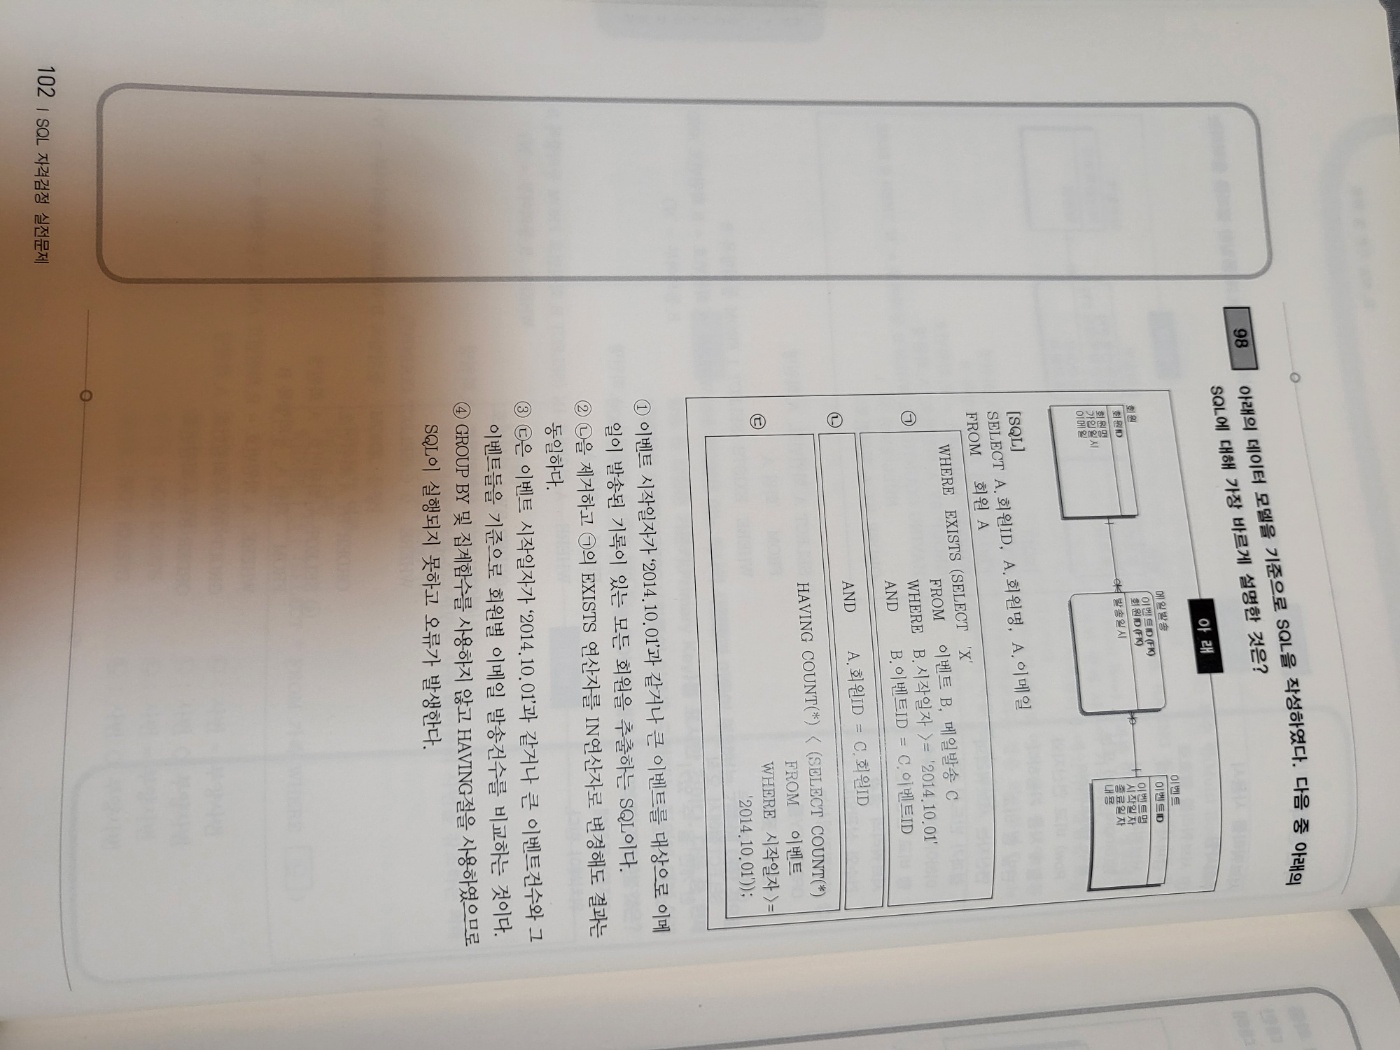 98
아래의 데이터 모델을 기준으로 SQL을 작성하였다. 다음 중 아래의
SQL에 대해 가장 바르게 설명한 것은?
아 래
회원
회원ID
회원명
가입일시
이메일
메일발송
이벤트ID(FK)
회원ID(FK)
발송일시
이벤트
이벤트ID
이벤트명
시작일자
종료일자
내용
[SQL]
SELECT A.회원ID, A.회원명, A.이메일
FROM 회원 A
㉠ WHERE EXISTS (SELECT 'X'
FROM 이벤트 B, 메일발송 C
WHERE B.시작일자 >= '2014.10.01'
AND B.이벤트ID = C.이벤트ID
㉡ AND A.회원ID = C.회원ID
㉢ HAVING COUNT(*) < (SELECT COUNT(*)
FROM 이벤트
WHERE 시작일자 >=
'2014.10.01'));
① 이벤트 시작일자가 '2014.10.01'과 같거나 큰 이벤트를 대상으로 이메
일이 발송된 기록이 있는 모든 회원을 추출하는 SQL이다.
② ㉡을 제거하고 ㉠의 EXISTS 연산자를 IN연산자로 변경해도 결과는
동일하다.
③ ㉢은 이벤트 시작일자가 '2014.10.01'과 같거나 큰 이벤트건수와 그
이벤트들을 기준으로 회원별 이메일 발송건수를 비교하는 것이다.
④ GROUP BY 및 집계함수를 사용하지 않고 HAVING절을 사용하였으므로
SQL이 실행되지 못하고 오류가 발생한다.
102 | SQL 자격검정 실전문제